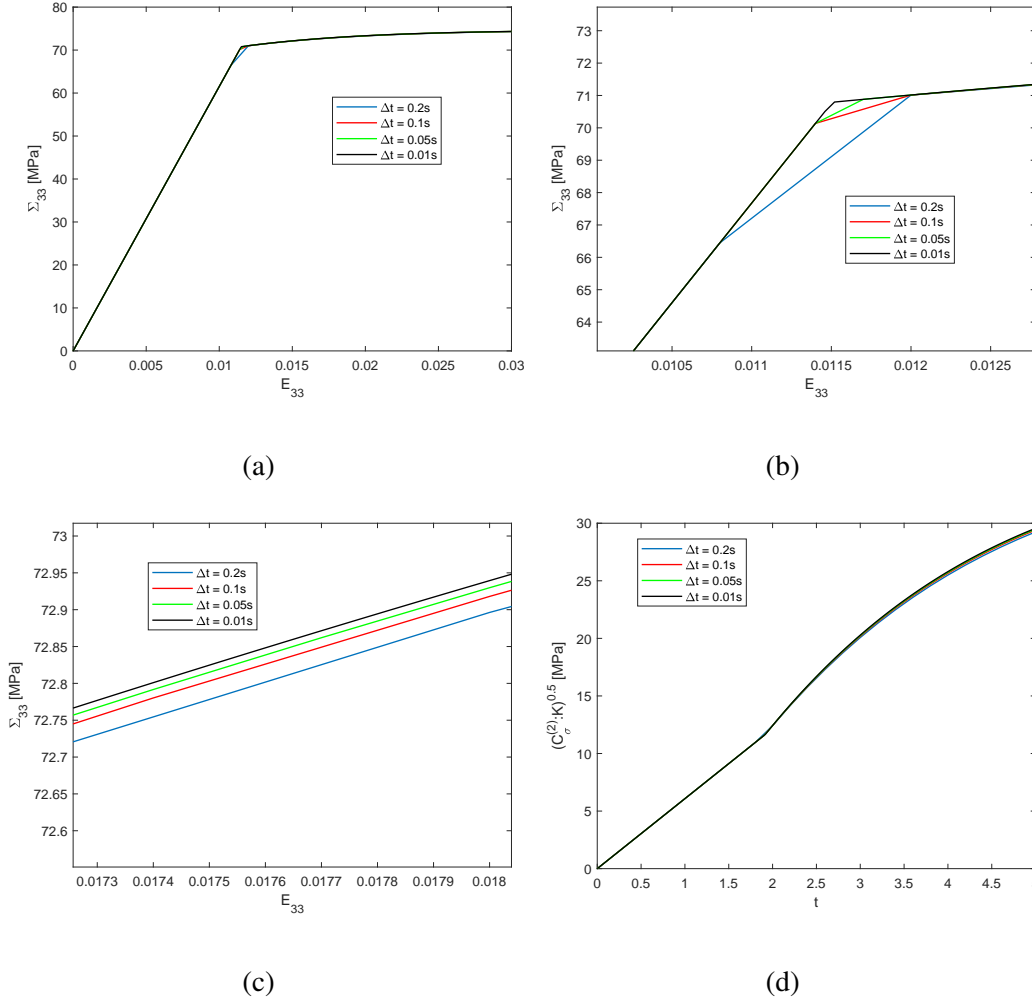 80
70
60
50
40
30
20
10
0
Σ33 [MPa]
0 0.005 0.01 0.015 0.02 0.025 0.03
E33
Δt = 0.2s
Δt = 0.1s
Δt = 0.05s
Δt = 0.01s
(a)
73
72
71
70
69
68
67
66
65
64
Σ33 [MPa]
0.0105 0.011 0.0115 0.012 0.0125
E33
Δt = 0.2s
Δt = 0.1s
Δt = 0.05s
Δt = 0.01s
(b)
73
72.95
72.9
72.85
72.8
72.75
72.7
72.65
72.6
Σ33 [MPa]
0.0173 0.0174 0.0175 0.0176 0.0177 0.0178 0.0179 0.018
E33
Δt = 0.2s
Δt = 0.1s
Δt = 0.05s
Δt = 0.01s
(c)
30
25
20
15
10
5
0
(Cσ(2):K)0.5 [MPa]
0 0.5 1 1.5 2 2.5 3 3.5 4 4.5
t
Δt = 0.2s
Δt = 0.1s
Δt = 0.05s
Δt = 0.01s
(d)